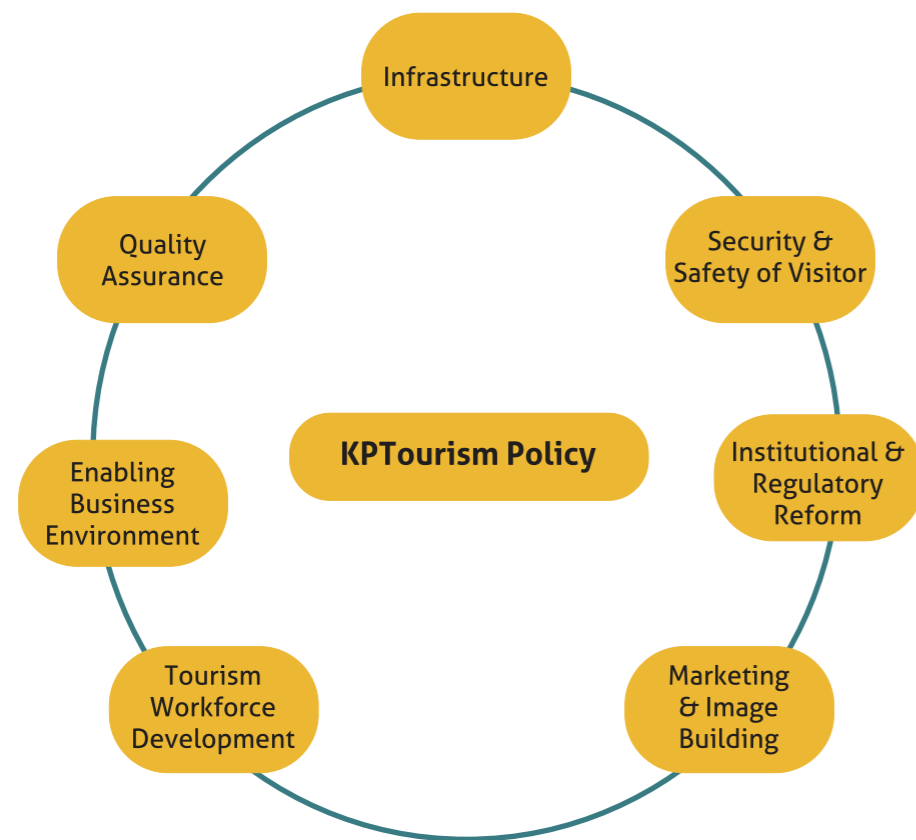 Infrastructure
Quality
Assurance
Security &
Safety of Visitor
KPTourism Policy
Enabling
Business
Environment
Institutional &
Regulatory
Reform
Tourism
Workforce
Development
Marketing
& Image
Building